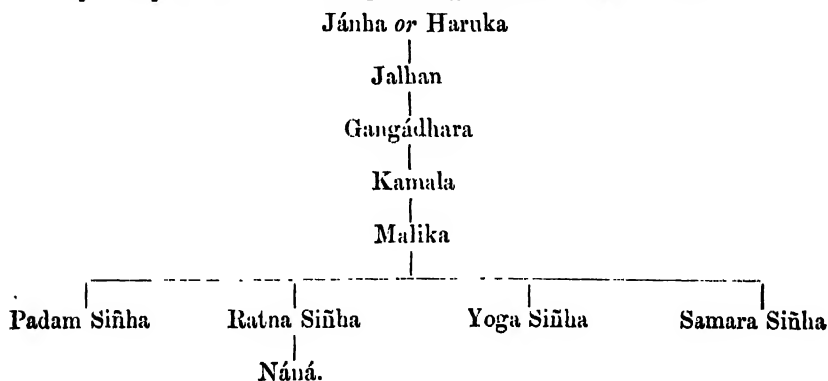 Jánha or Haruka
Jalhan
Gangádhara
Kamala
Malika
Padam Siñha Ratna Siñha Yoga Siñha Samara Siñha
Náná.